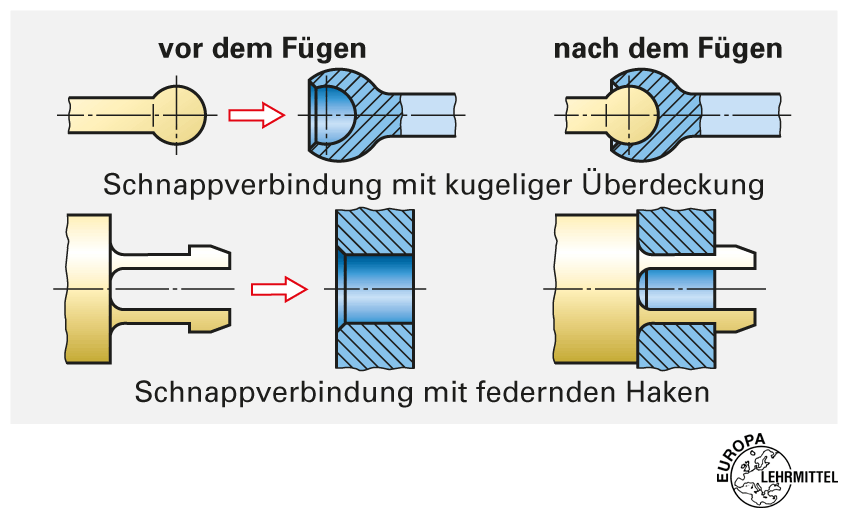 vor dem Fügen
nach dem Fügen
Schnappverbindung mit kugeliger Überdeckung
Schnappverbindung mit federnden Haken
EUROPA
LEHRMITTEL